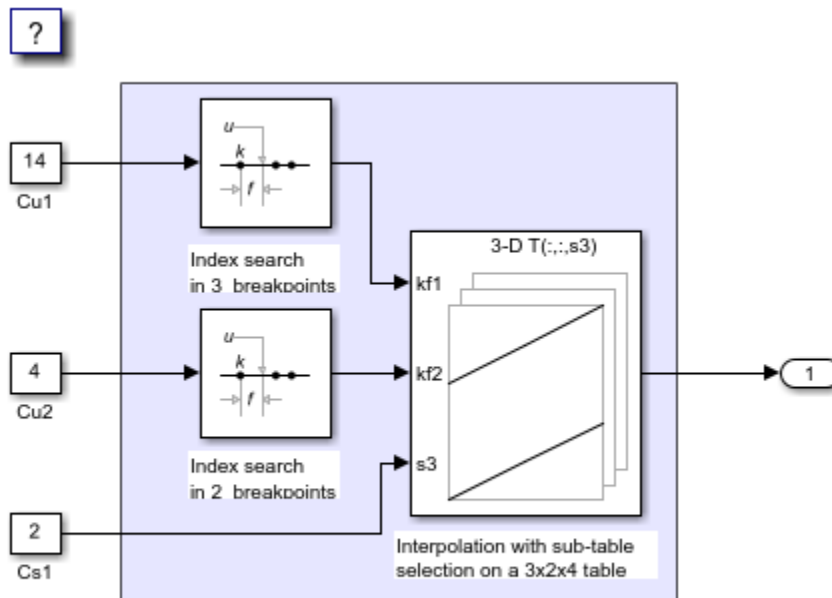 ?
14
Cu1
u
k
f
Index search
in 3 breakpoints
3-D T(:,:,s3)
kf1
kf2
s3
4
Cu2
u
k
f
Index search
in 2 breakpoints
2
Cs1
Interpolation with sub-table
selection on a 3x2x4 table
1